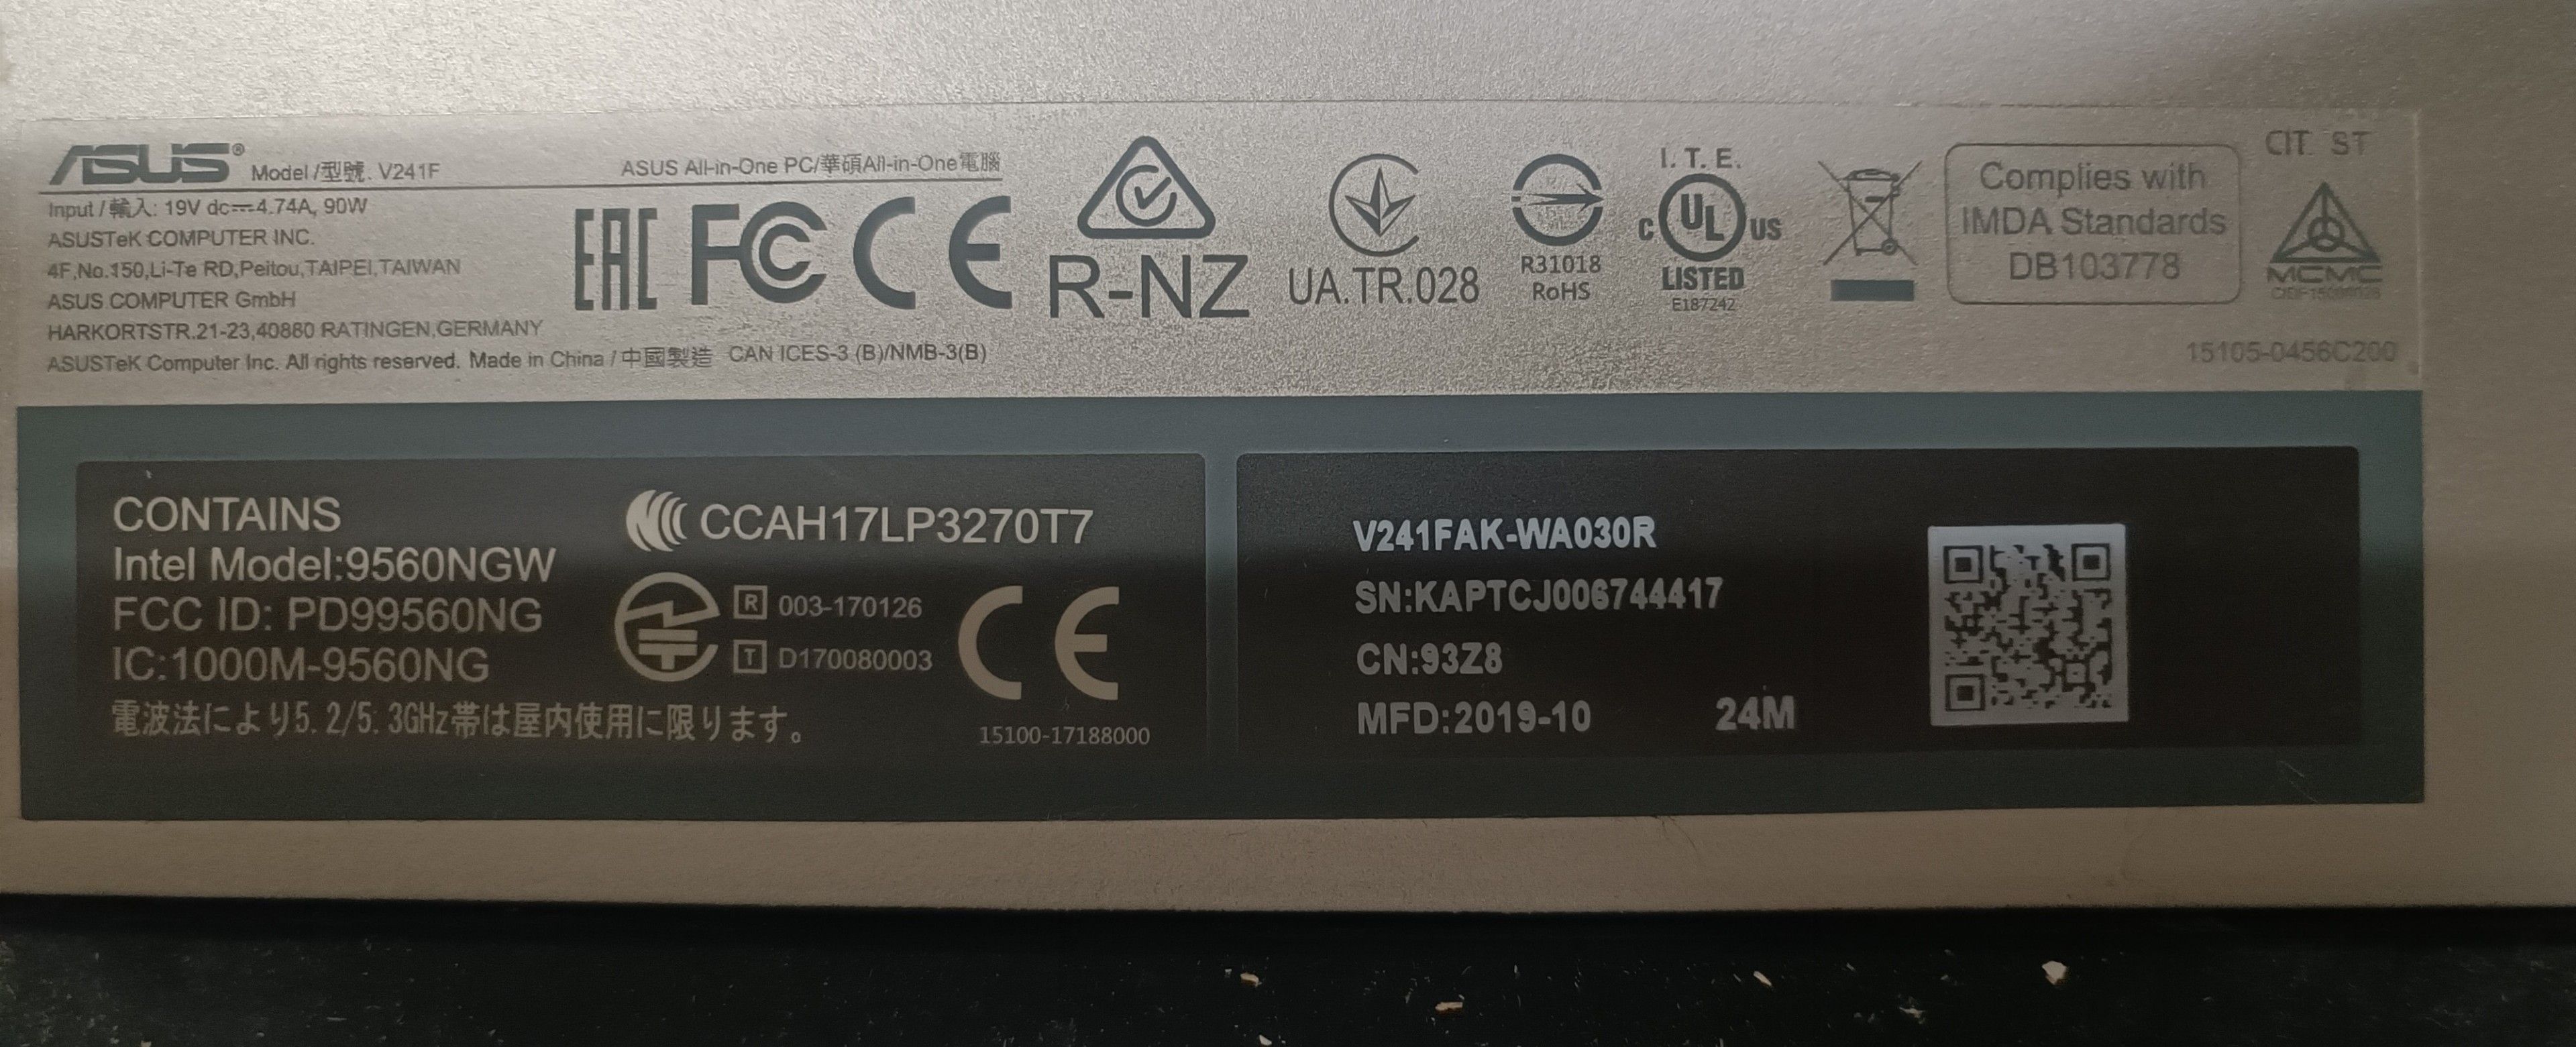 ASUS® Model /型號. V241F
ASUS All-in-One PC/華碩All-in-One電腦
Input / 輸入: 19V dc⎓4.74A, 90W
ASUSTeK COMPUTER INC.
4F,No.150,Li-Te RD,Peitou,TAIPEI,TAIWAN
ASUS COMPUTER GmbH
HARKORTSTR.21-23,40880 RATINGEN,GERMANY
ASUSTeK Computer Inc. All rights reserved. Made in China / 中國製造 CAN ICES-3 (B)/NMB-3(B)
EAC FC CE
R-NZ
UA.TR.028
R31018
RoHS
I.T.E.
C UL US
LISTED
E187242
Complies with
IMDA Standards
DB103778
MCMC
15105-0456C200
CONTAINS
Intel Model:9560NGW
FCC ID: PD99560NG
IC:1000M-9560NG
電波法により5.2/5.3GHz帯は屋内使用に限ります。
CCAH17LP3270T7
R 003-170126
T D170080003
CE
15100-17188000
V241FAK-WA030R
SN:KAPTCJ006744417
CN:93Z8
MFD:2019-10 24M